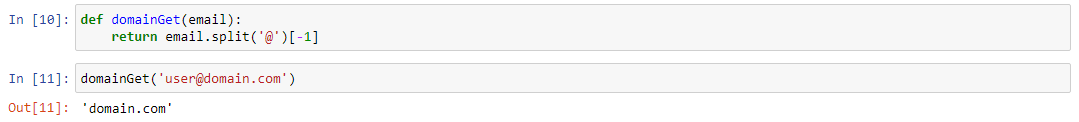 In [10]: def domainGet(email):
    return email.split('@')[-1]
In [11]: domainGet('user@domain.com')
Out[11]: 'domain.com'